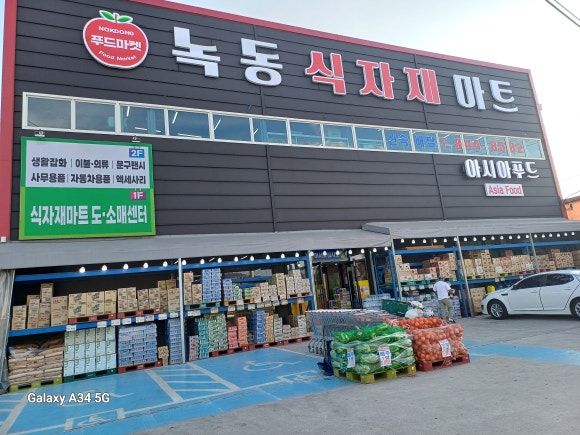 NOKDONG
푸드마켓
Food Market
녹동 식자재 마트
2F
생활잡화 | 이불·의류 | 문구팬시
사무용품 | 자동차용품 | 액세사리
1F
식자재마트 도·소매센터
아시아푸드
Asia Food
Galaxy A34 5G